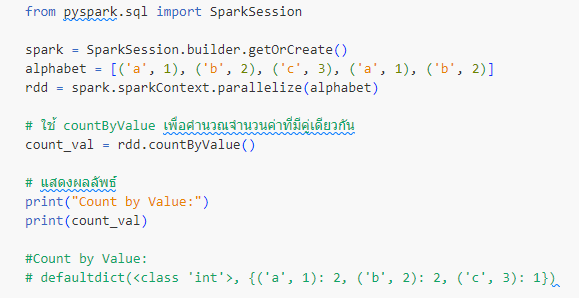 from pyspark.sql import SparkSession
spark = SparkSession.builder.getOrCreate()
alphabet = [('a', 1), ('b', 2), ('c', 3), ('a', 1), ('b', 2)]
rdd = spark.sparkContext.parallelize(alphabet)
# ใช้ countByValue เพื่อคำนวณจำนวนค่าที่มีคู่เดียวกัน
count_val = rdd.countByValue()
# แสดงผลลัพธ์
print("Count by Value:")
print(count_val)
#Count by Value:
# defaultdict(<class 'int'>, {('a', 1): 2, ('b', 2): 2, ('c', 3): 1})